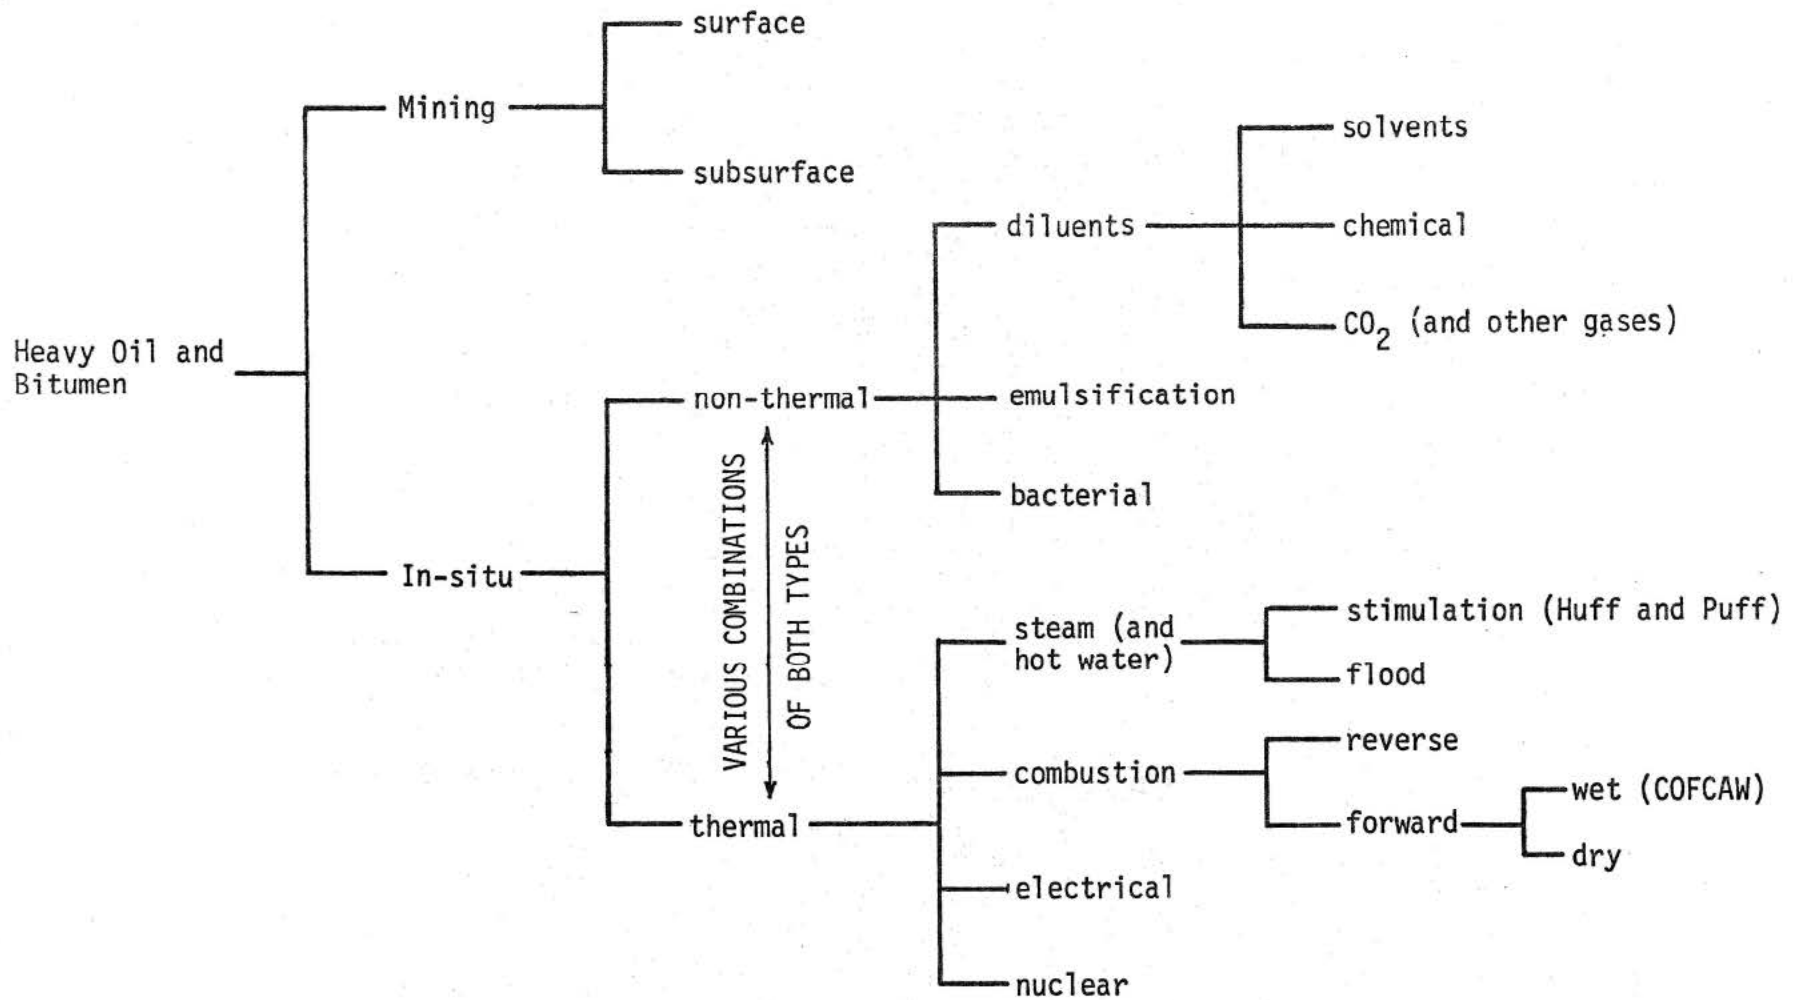 surface
Mining
subsurface
solvents
diluents
chemical
CO₂ (and other gases)
Heavy Oil and
Bitumen
non-thermal
emulsification
bacterial
VARIOUS COMBINATIONS
OF BOTH TYPES
In-situ
steam (and
hot water)
stimulation (Huff and Puff)
flood
combustion
reverse
thermal
forward
wet (COFCAW)
dry
electrical
nuclear